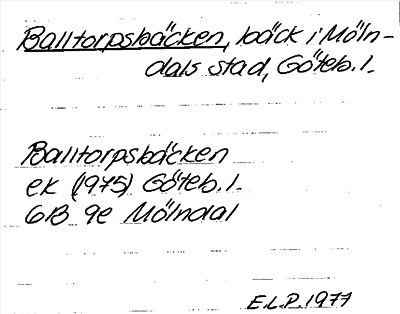 Balltorpsbäcken, bäck i Möln-
dals stad, Göteb. l.
Balltorpsbäcken
ek (1975) Göteb. l.
6B 9e Mölndal
E.L.P. 1977